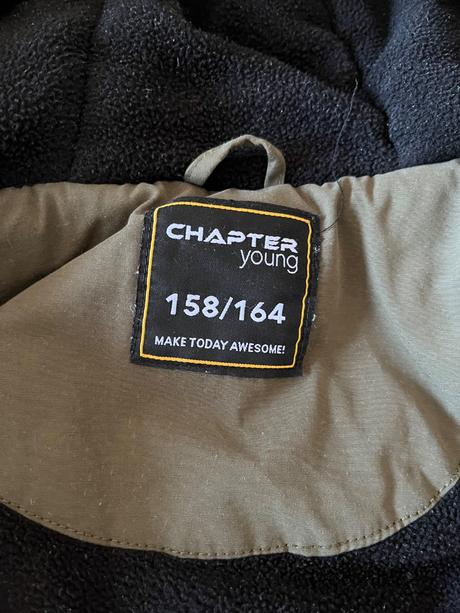 CHAPTER
young
158/164
MAKE TODAY AWESOME!